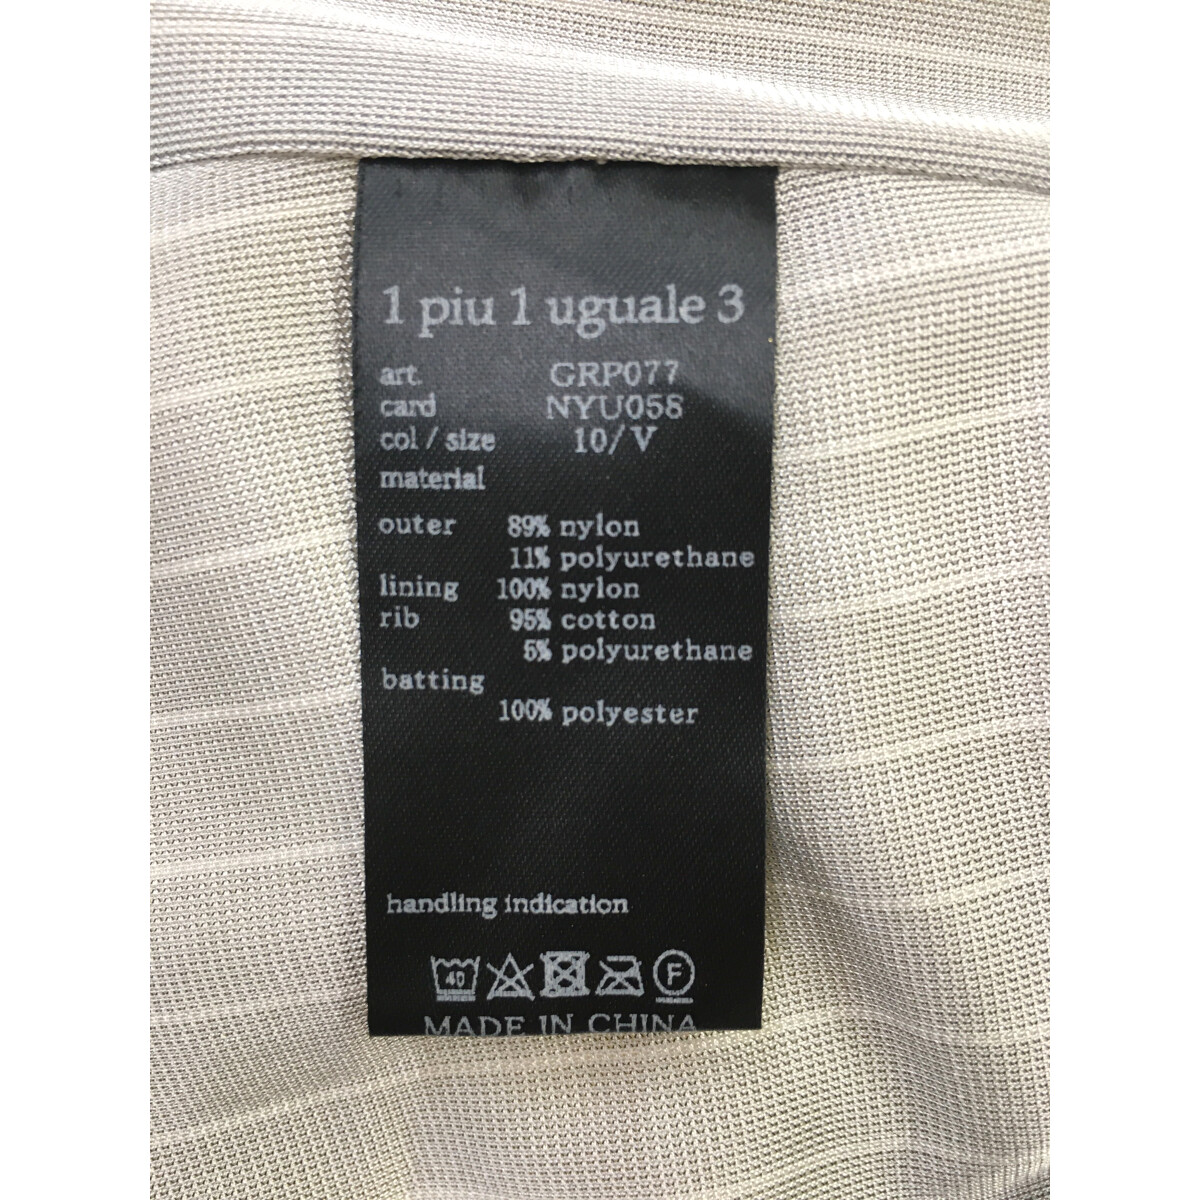 1 piu 1 uguale 3
art. GRP077
card NYU058
col / size 10/V
material
outer 89% nylon
11% polyurethane
lining 100% nylon
rib 95% cotton
5% polyurethane
batting
100% polyester
handling indication
40 F
MADE IN CHINA